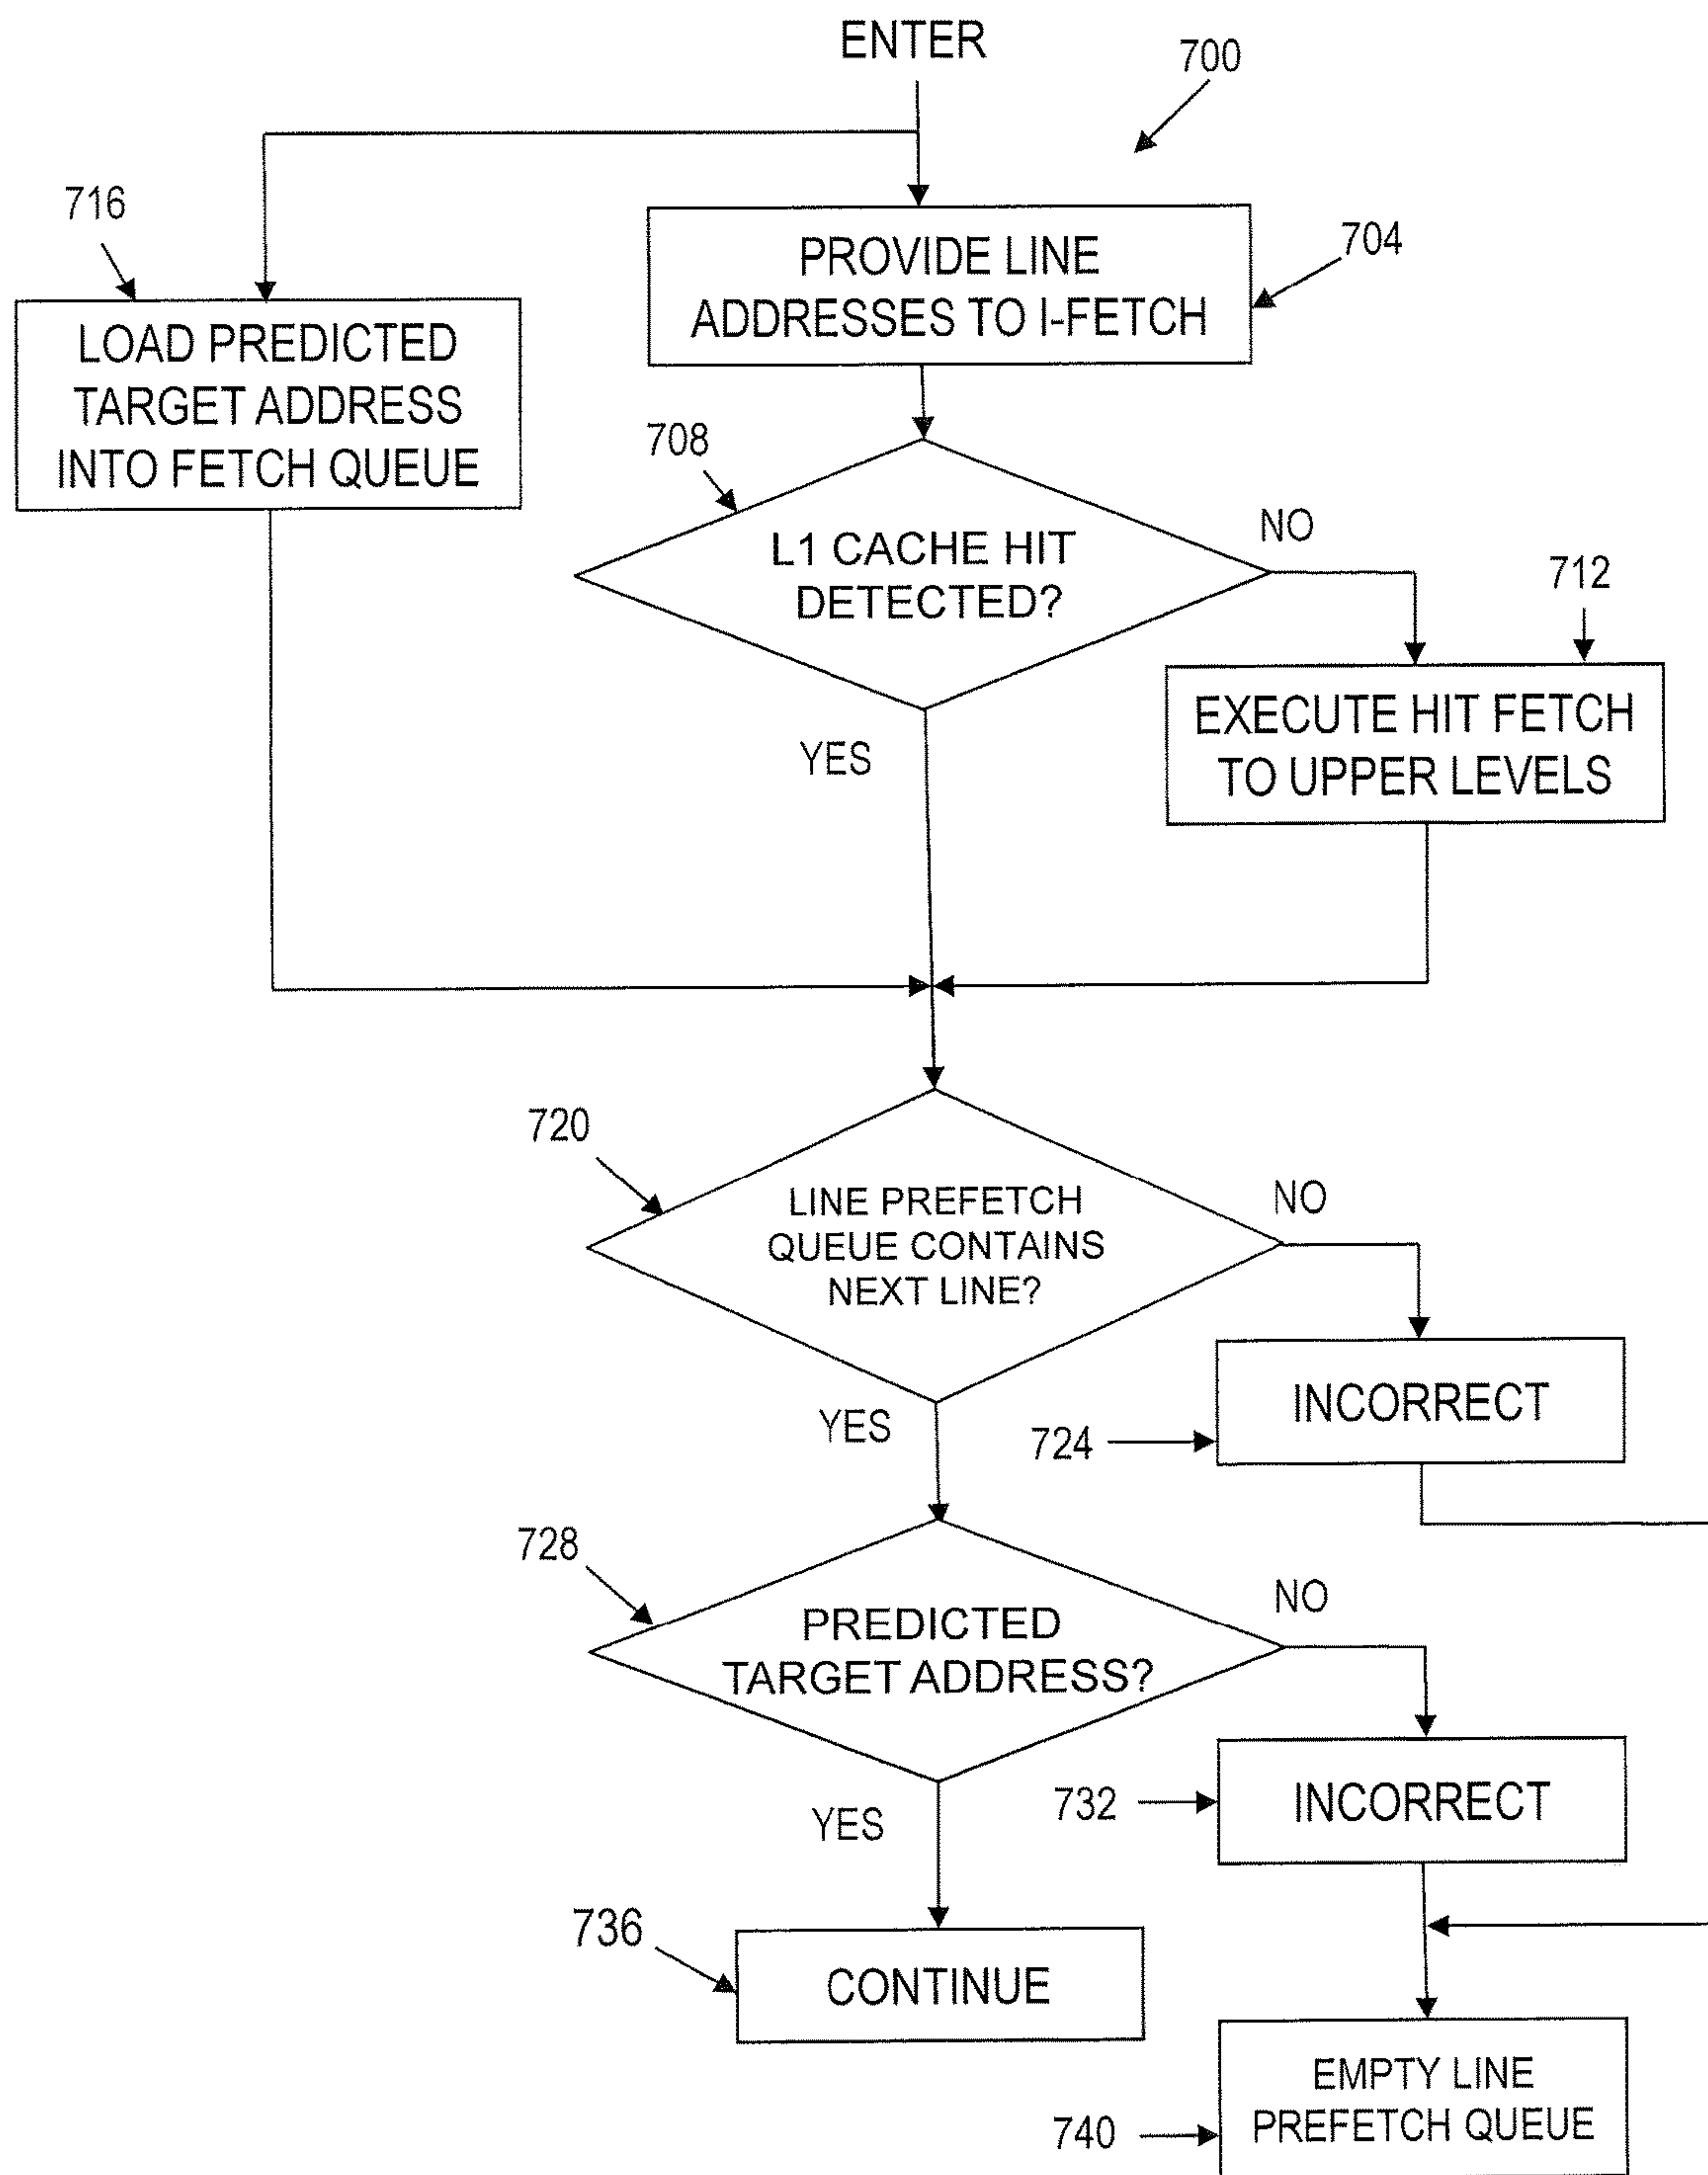 ENTER
700
716
PROVIDE LINE
ADDRESSES TO I-FETCH
704
LOAD PREDICTED
TARGET ADDRESS
INTO FETCH QUEUE
708
L1 CACHE HIT
DETECTED?
NO
712
EXECUTE HIT FETCH
TO UPPER LEVELS
YES
720
LINE PREFETCH
QUEUE CONTAINS
NEXT LINE?
NO
INCORRECT
724
YES
728
PREDICTED
TARGET ADDRESS?
NO
732
INCORRECT
YES
736
CONTINUE
740
EMPTY LINE
PREFETCH QUEUE